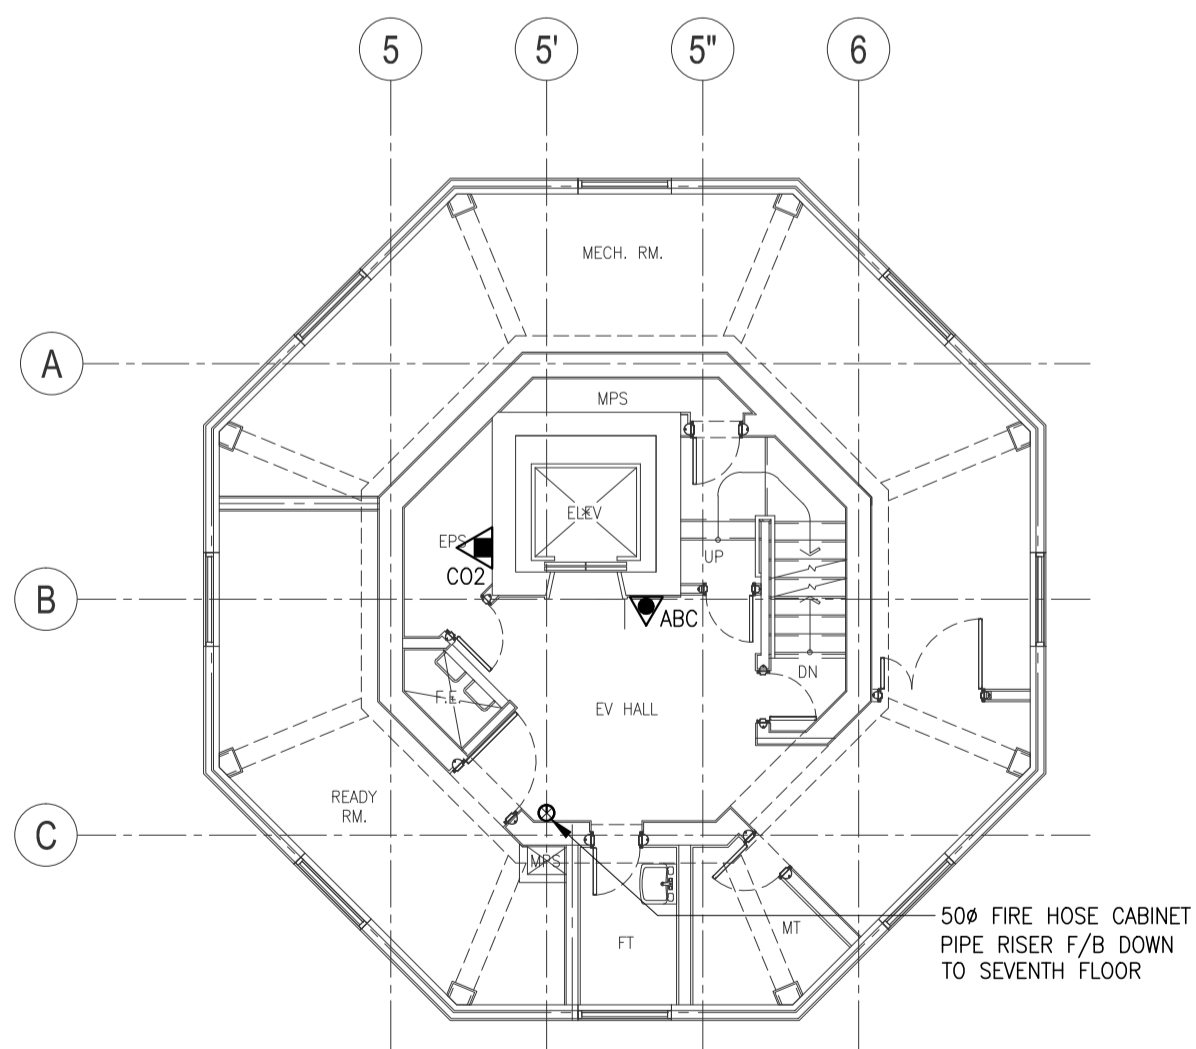 5
5'
5"
6
MECH. RM.
A
MPS
ELEV
EPS
UP
CO2
B
ABC
DN
F.E.
EV HALL
READY
RM.
C
MPS
50ø FIRE HOSE CABINET
PIPE RISER F/B DOWN
TO SEVENTH FLOOR
MT
FT